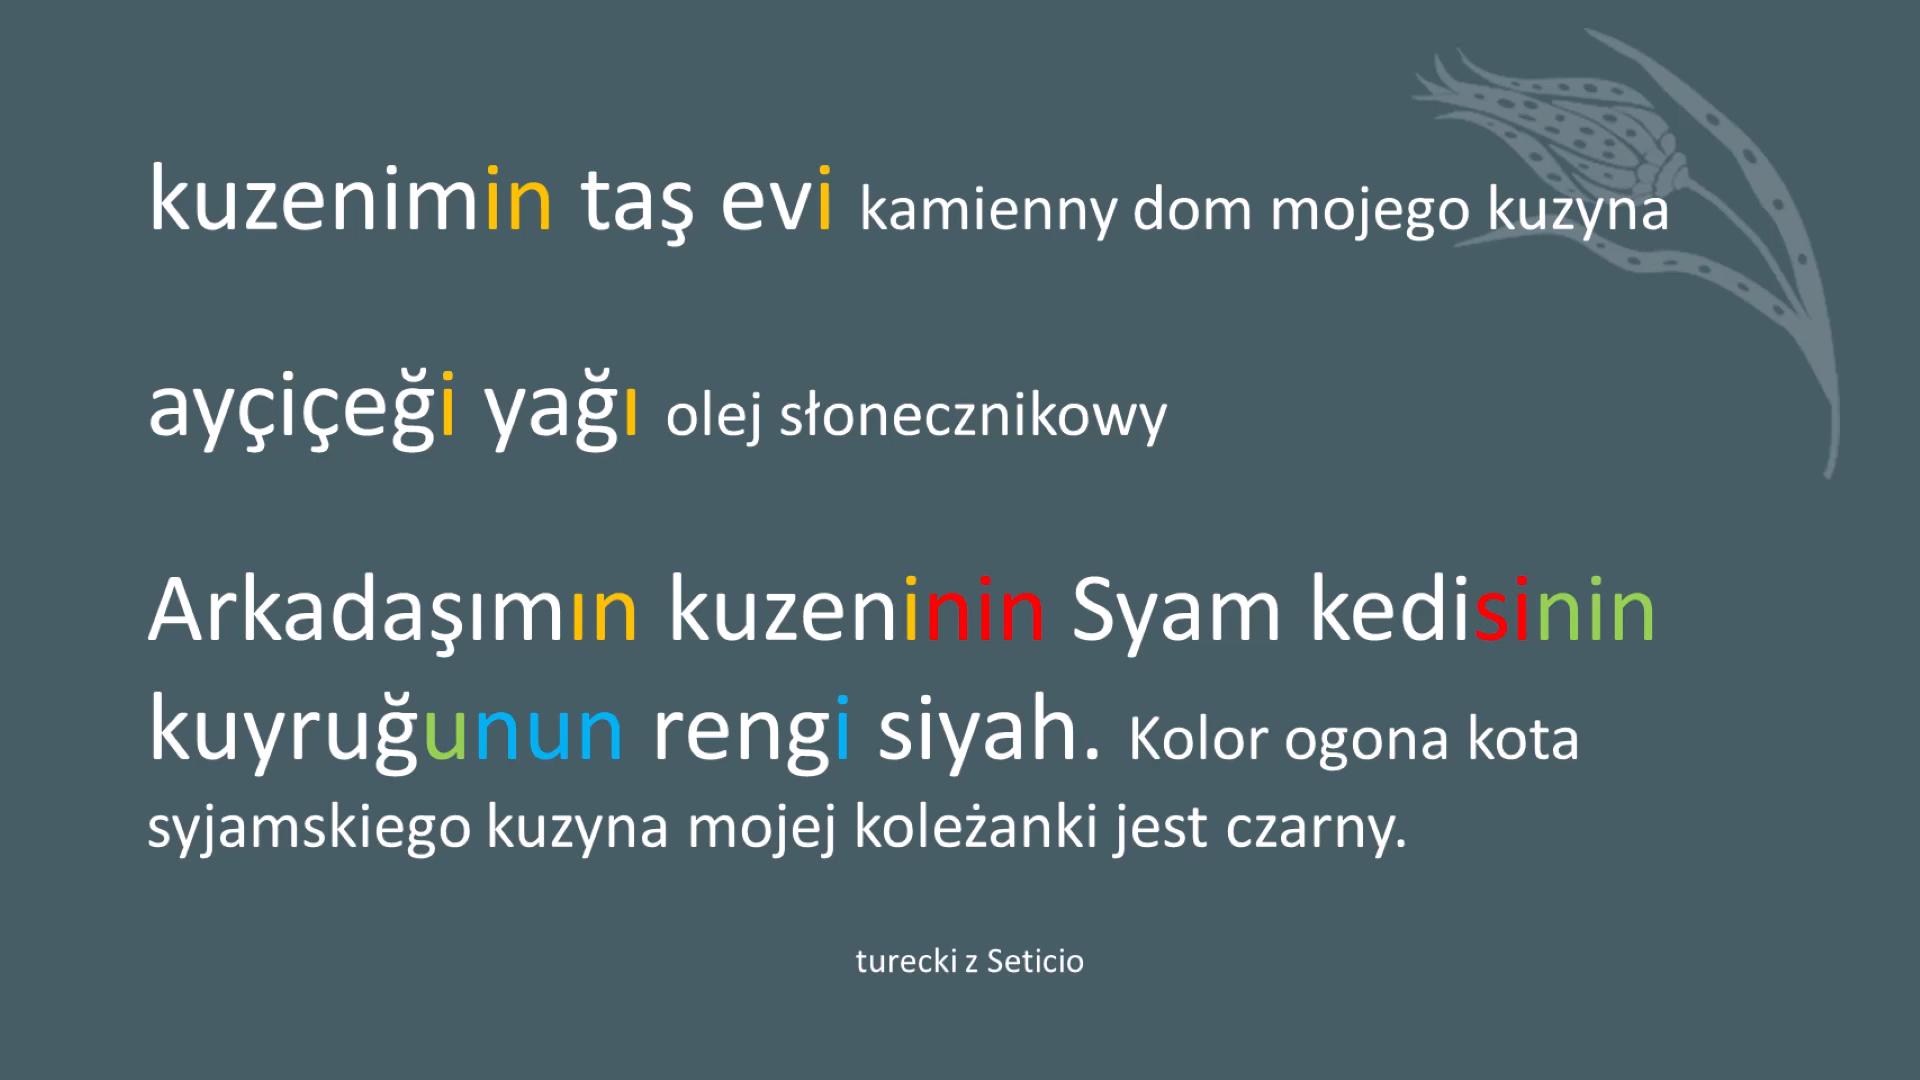 kuzenimin taş evi kamienny dom mojego kuzyna
ayçiçeği yağı olej słonecznikowy
Arkadaşımın kuzeninin Syam kedisinin
kuyruğunun rengi siyah. Kolor ogona kota
syjamskiego kuzyna mojej koleżanki jest czarny.
turecki z Seticio